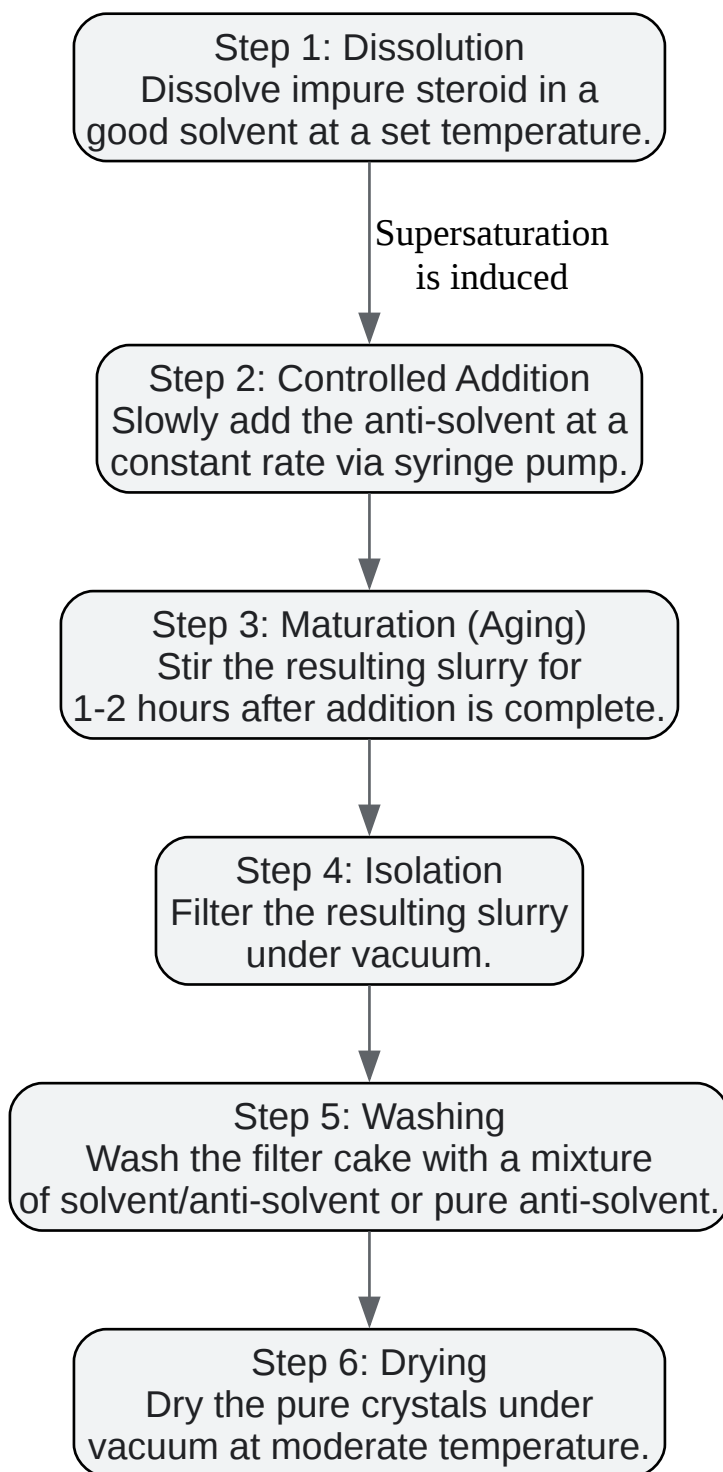 Step 1: Dissolution
Dissolve impure steroid in a
good solvent at a set temperature.
Supersaturation
is induced
Step 2: Controlled Addition
Slowly add the anti-solvent at a
constant rate via syringe pump.
Step 3: Maturation (Aging)
Stir the resulting slurry for
1-2 hours after addition is complete.
Step 4: Isolation
Filter the resulting slurry
under vacuum.
Step 5: Washing
Wash the filter cake with a mixture
of solvent/anti-solvent or pure anti-solvent.
Step 6: Drying
Dry the pure crystals under
vacuum at moderate temperature.